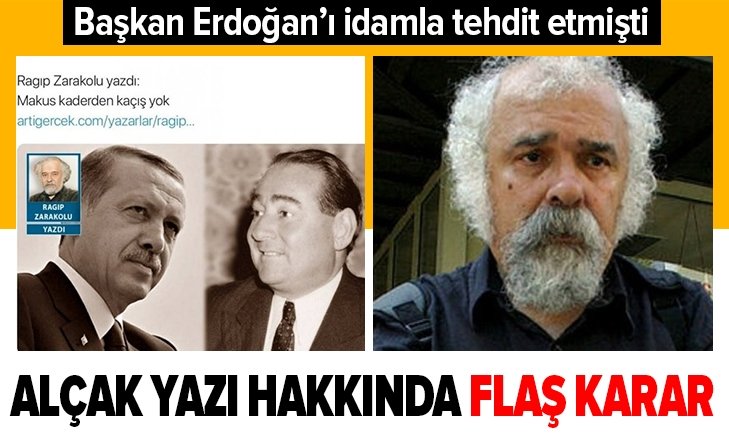 Başkan Erdoğan'ı idamla tehdit etmişti
Ragıp Zarakolu yazdı:
Makus kaderden kaçış yok
artigercek.com/yazarlar/ragip...
RAGIP
ZARAKOLU
YAZDI
ALÇAK YAZI HAKKINDA FLAŞ KARAR